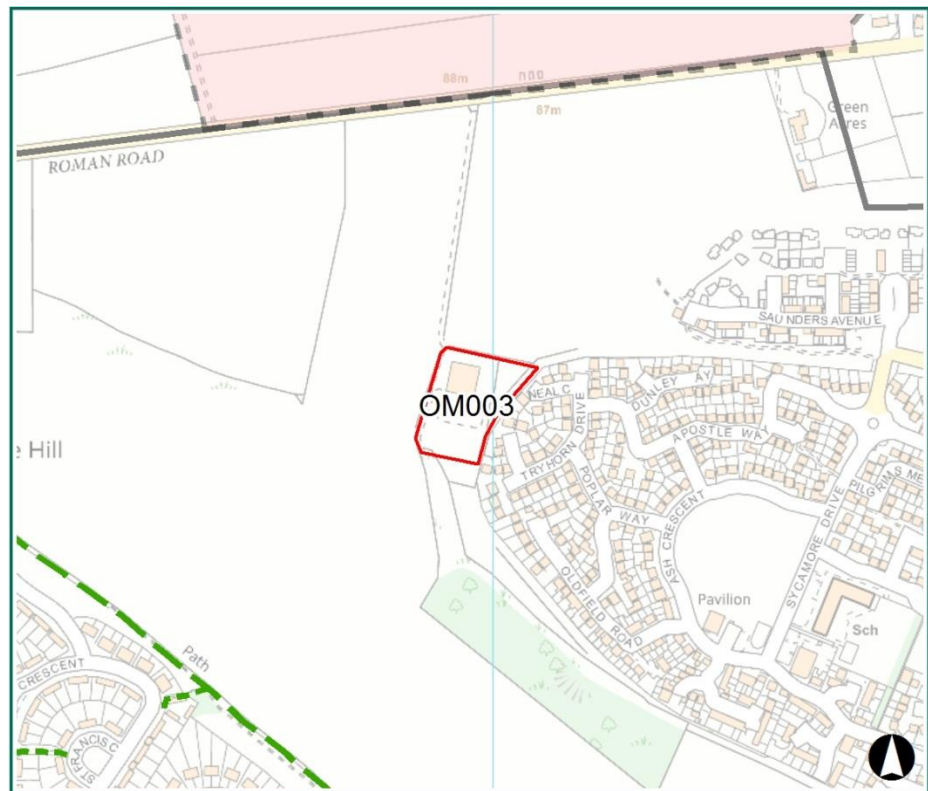 88m
87m
ROMAN ROAD
Green
Acres
SAUNDERS AVENUE
OM003
NEAL C
DUNLEY
AY
TRYHORN DRIVE
APOSTLE WAY
e Hill
POPLAR WAY
ASH CRESCENT
PILGRIMS ME
SYCAMORE DRIVE
OLDFIELD ROAD
Pavilion
Sch
Path
CRESCENT
ST FRANCIS C